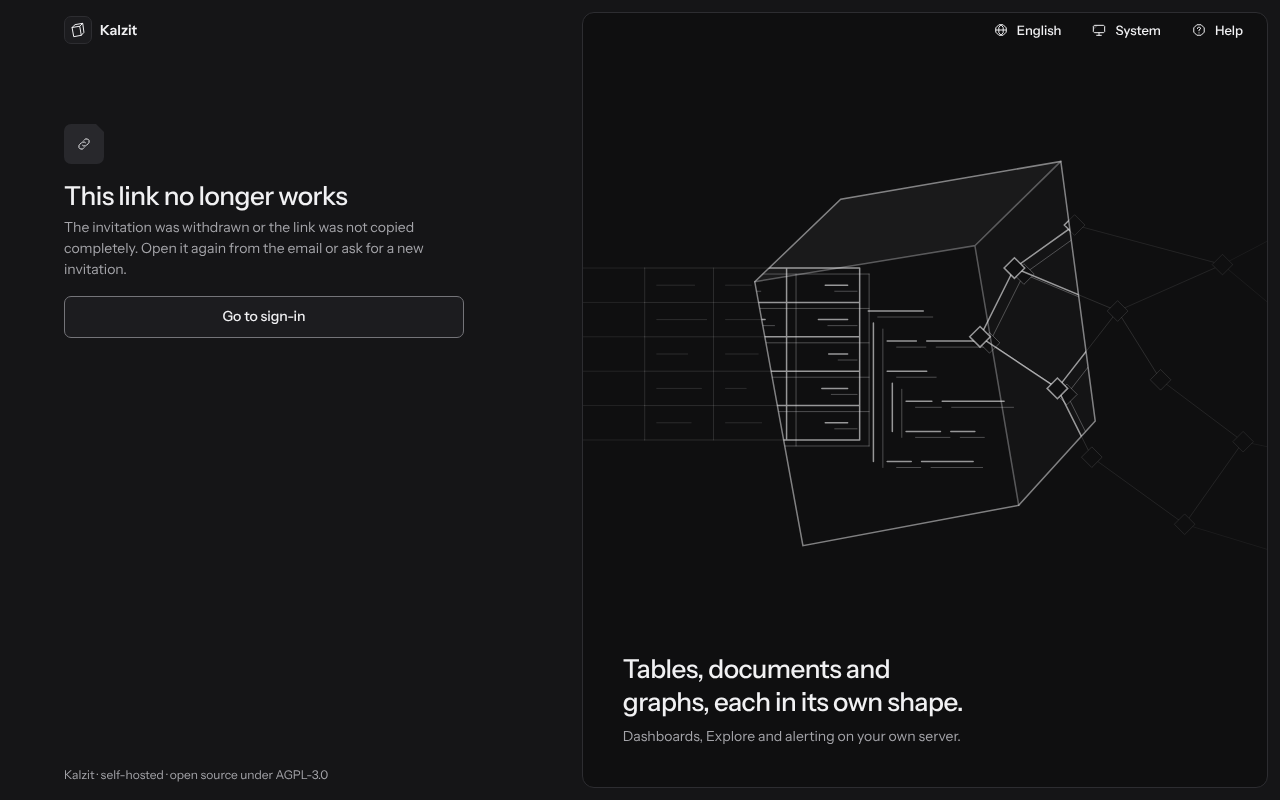 Kalzit
English
System
Help
This link no longer works
The invitation was withdrawn or the link was not copied
completely. Open it again from the email or ask for a new
invitation.
Go to sign-in
Tables, documents and
graphs, each in its own shape.
Dashboards, Explore and alerting on your own server.
Kalzit · self-hosted · open source under AGPL-3.0